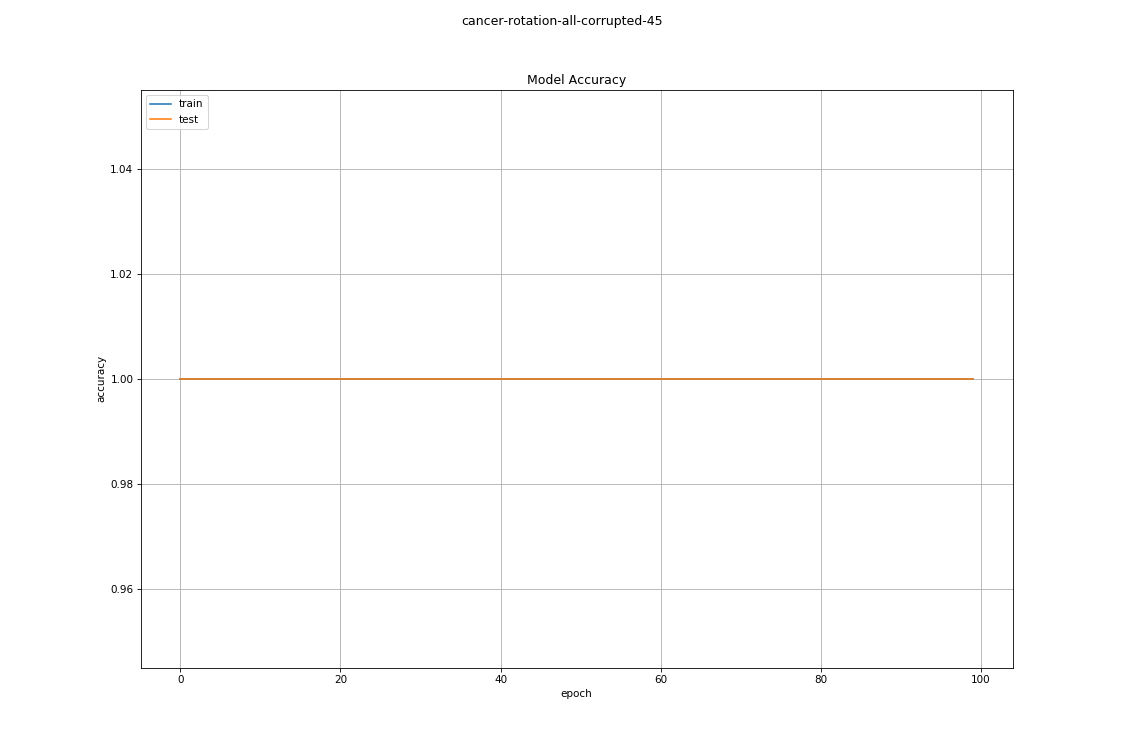 cancer-rotation-all-corrupted-45
Model Accuracy
train
test
1.04
1.02
1.00
0.98
0.96
accuracy
0 20 40 60 80 100
epoch